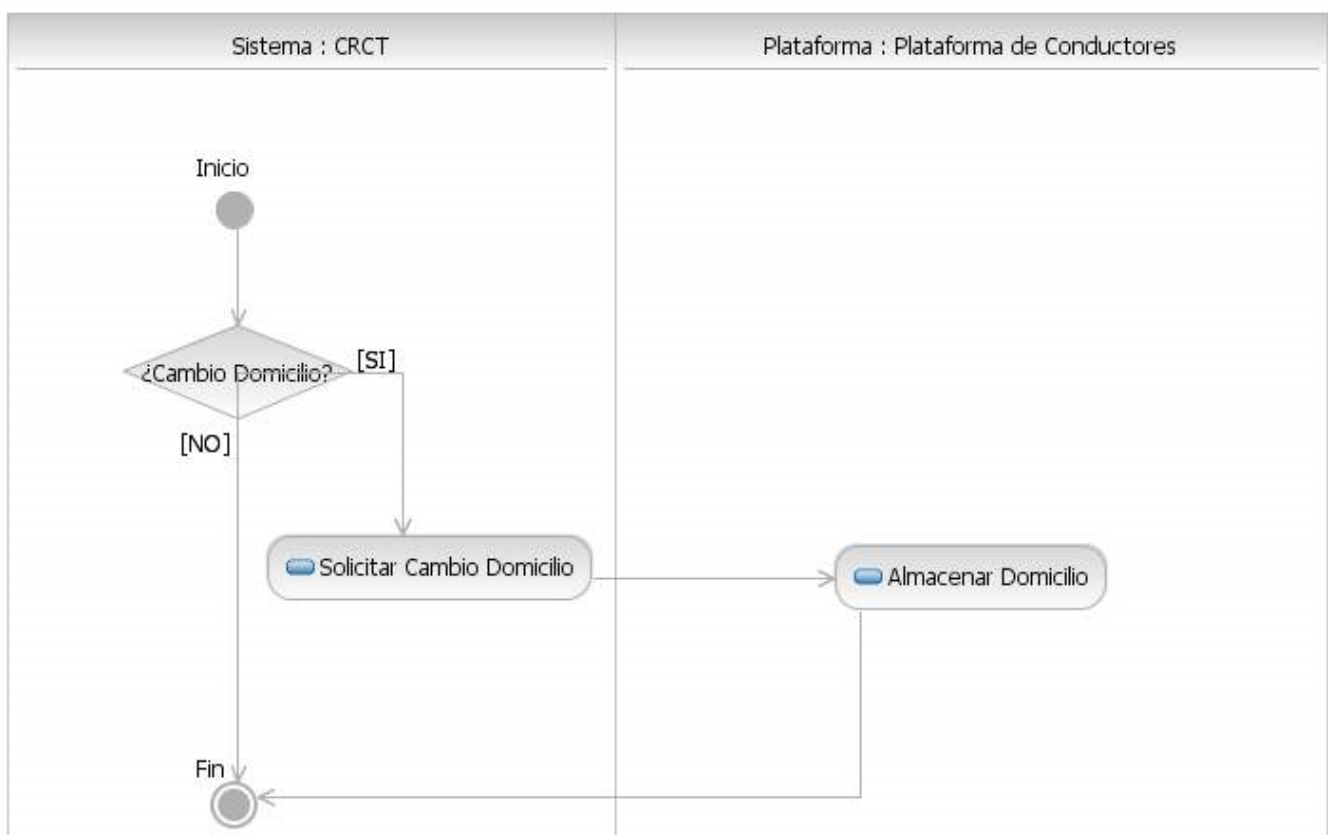 Sistema : CRCT
Plataforma : Plataforma de Conductores
Inicio
¿Cambio Domicilio?
[SI]
[NO]
Solicitar Cambio Domicilio
Almacenar Domicilio
Fin